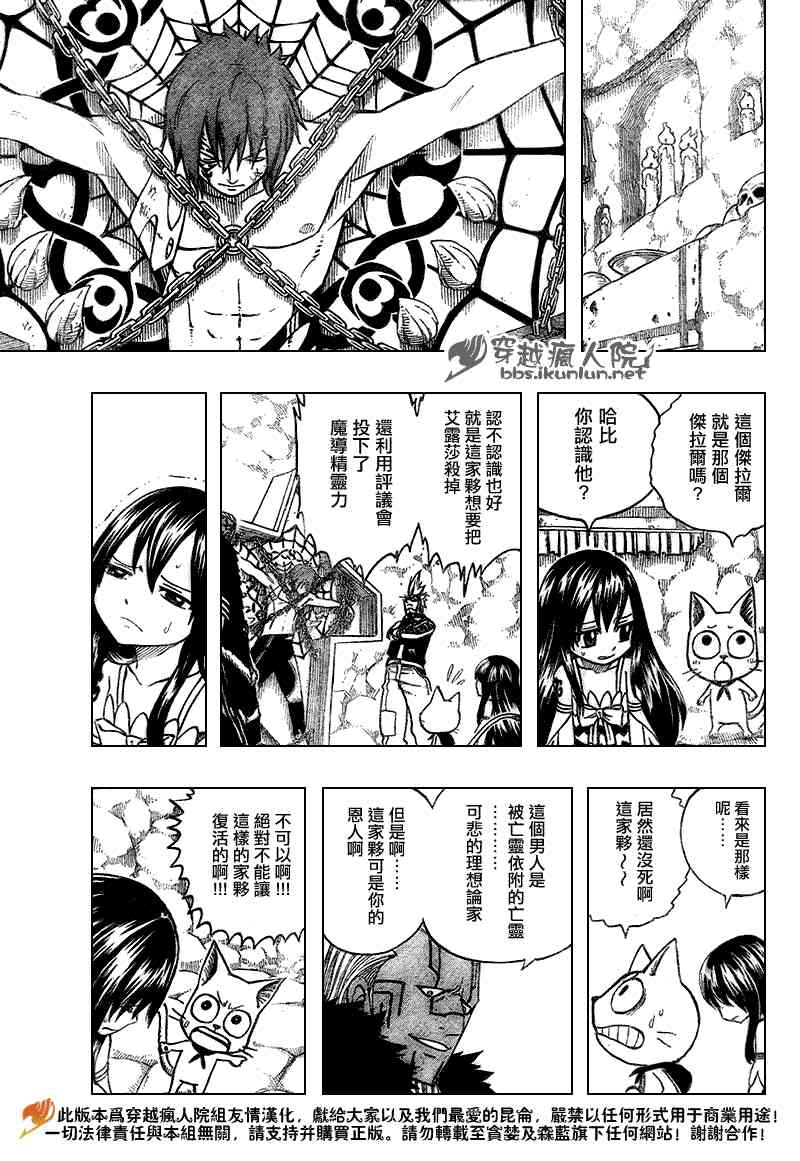 穿越瘋人院
bbs.ikunlun.net
這個傑拉爾
就是那個
傑拉爾嗎?
哈比
你認識他?
認不認識也好
就是這家夥想要把
艾露莎殺掉
還利用評議會
投下了
魔導精靈力
看來是那樣
呢……
居然還沒死啊
這家夥～～
這個男人是
被亡靈依附的亡靈
…………
可悲的理想論家
但是啊……
這家夥可是你的
恩人啊
不可以啊!!!
絕對不能讓
這樣的家夥
復活的啊!!!
此版本爲穿越瘋人院組友情漢化，獻給大家以及我們最愛的昆侖，嚴禁以任何形式用于商業用途!
一切法律責任與本組無關，請支持并購買正版。請勿轉載至貪婪及森藍旗下任何網站! 謝謝合作!